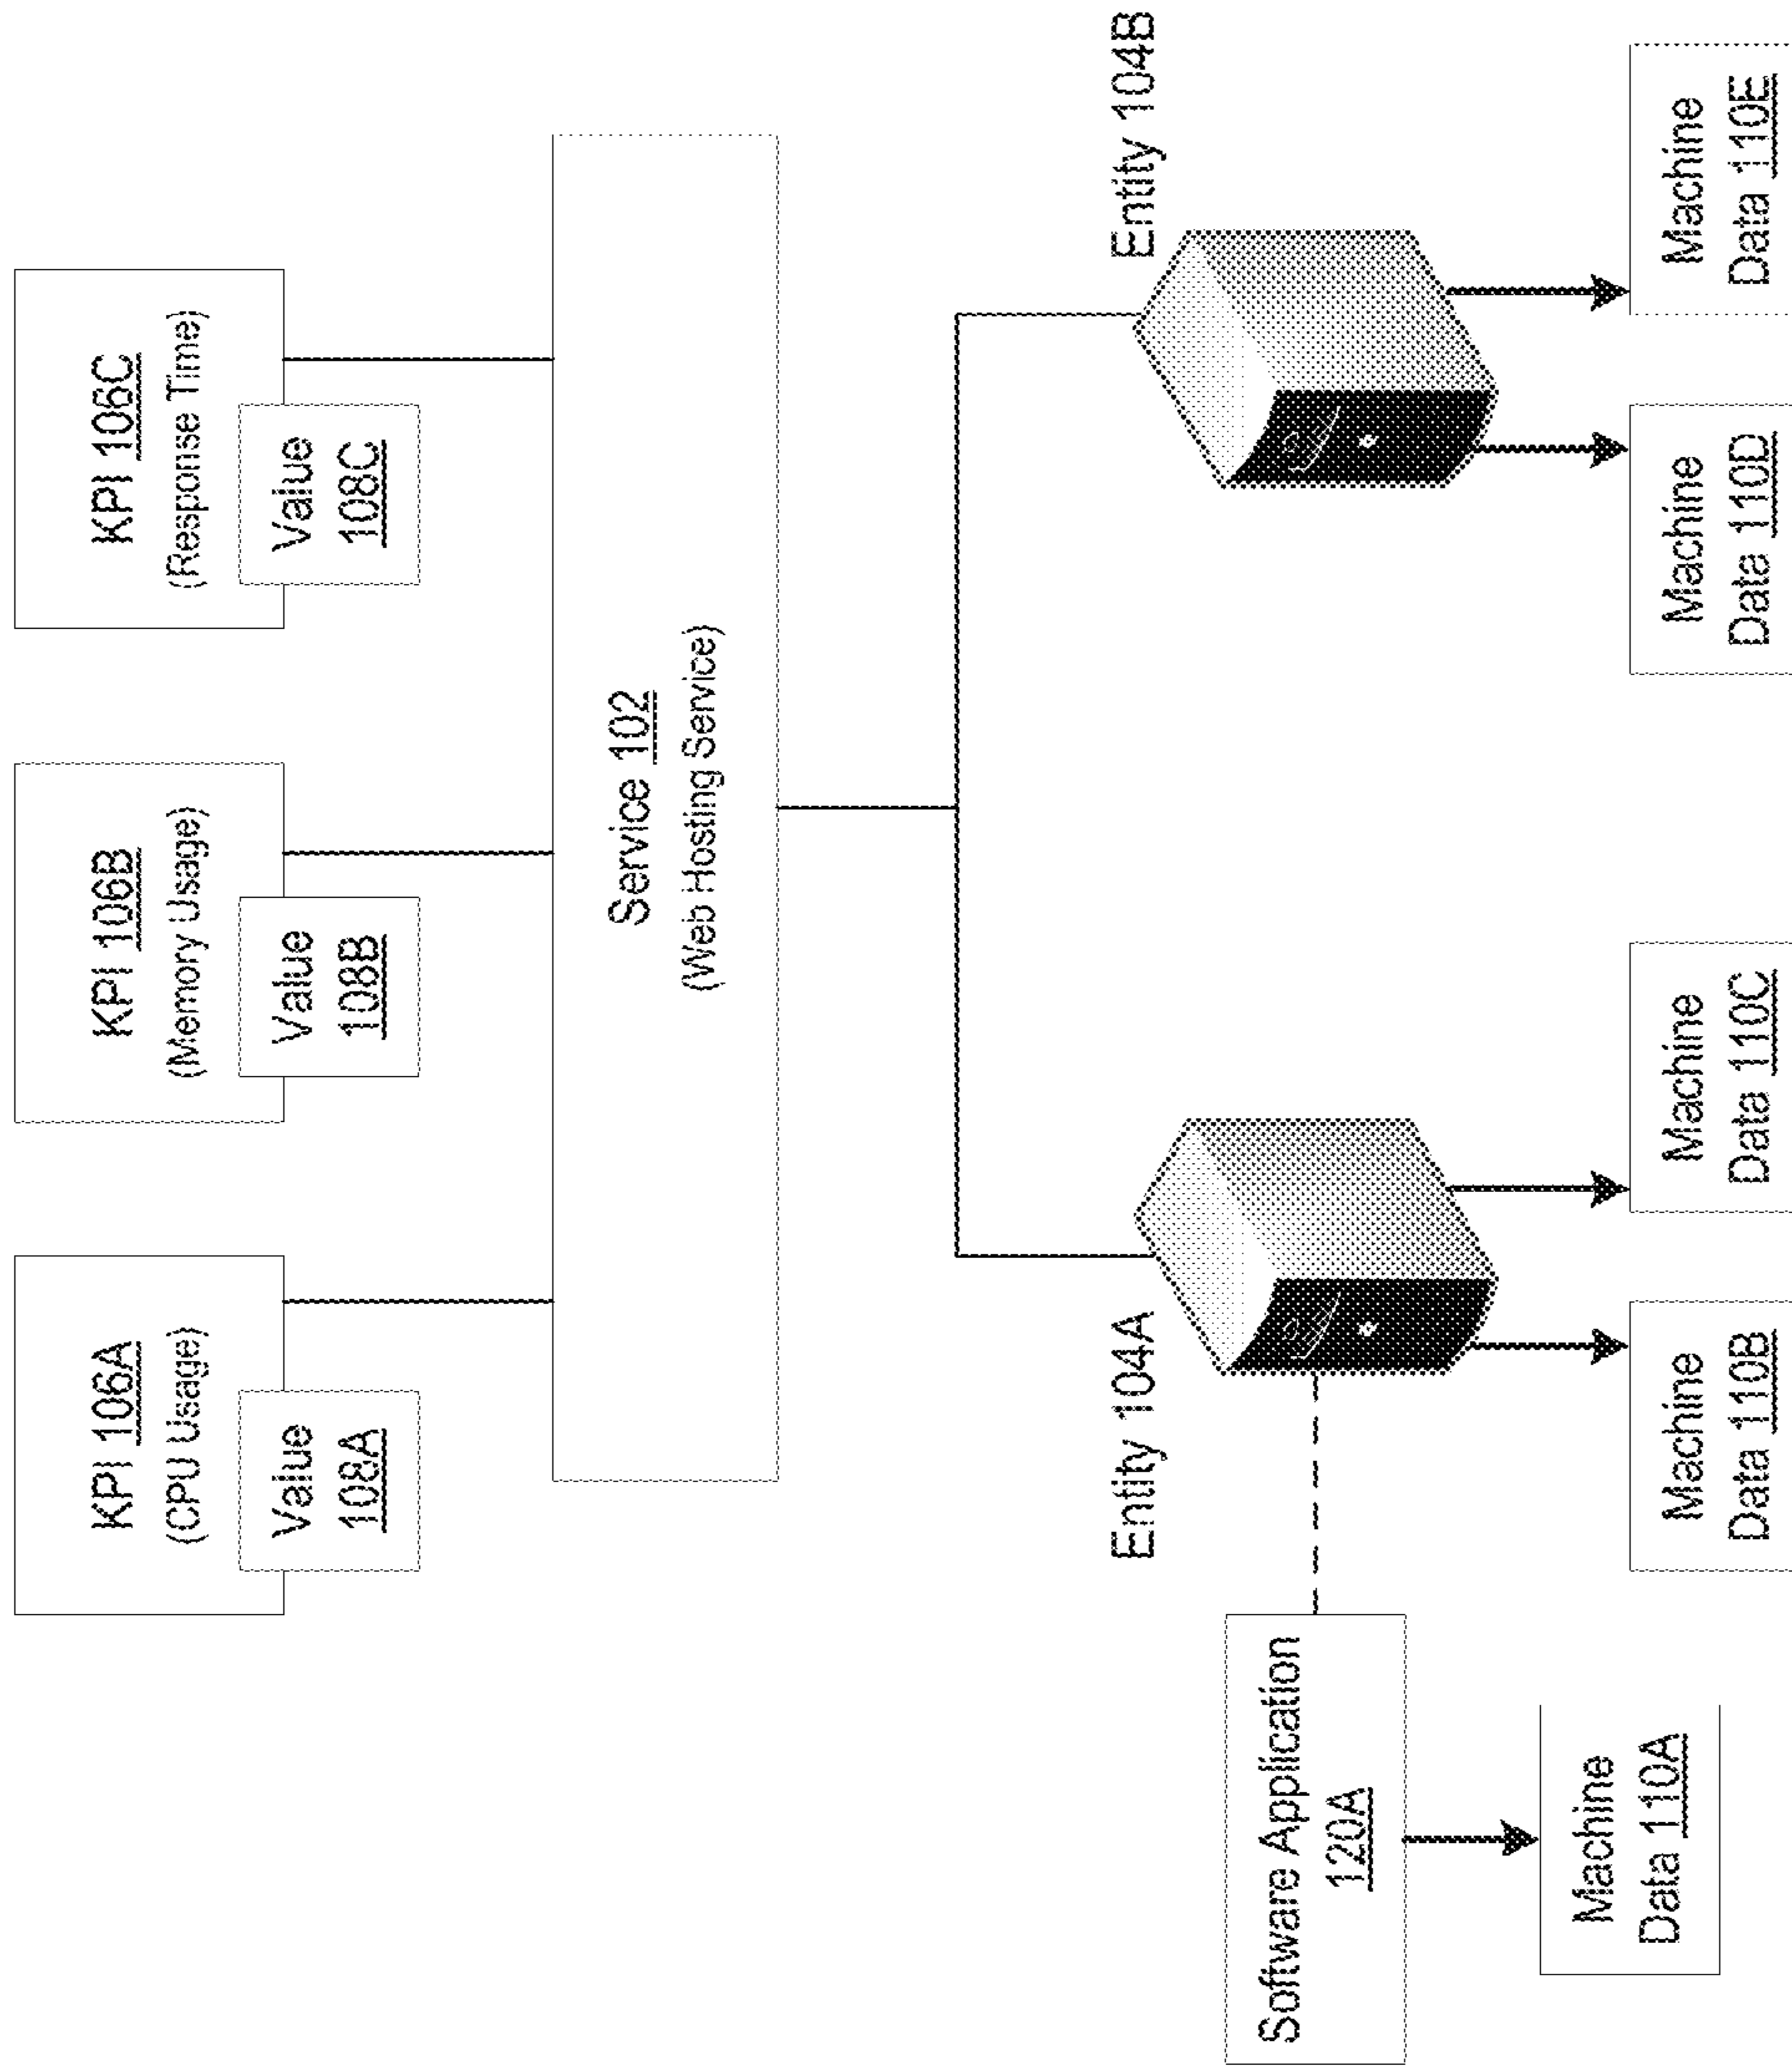 KPI 106A
(CPU Usage)
Value
108A
KPI 106B
(Memory Usage)
Value
108B
KPI 106C
(Response Time)
Value
108C
Service 102
(Web Hosting Service)
Entity 104A
Entity 104B
Software Application
120A
Machine
Data 110A
Machine
Data 110B
Machine
Data 110C
Machine
Data 110D
Machine
Data 110E